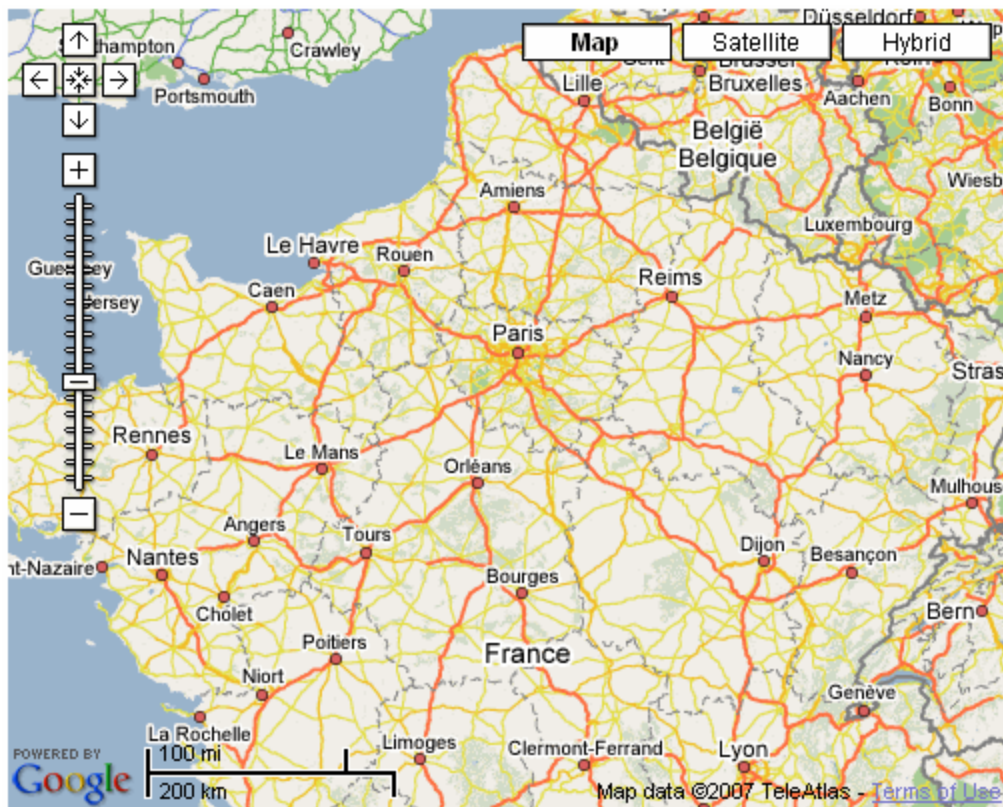 Düsseldorf
Crawley
Map
Satellite
Hybrid
Portsmouth
Lille
Bruxelles
Aachen
Bonn
België
Belgique
Amiens
Luxembourg
Le Havre
Rouen
Reims
Caen
Metz
Paris
Nancy
Rennes
Le Mans
Orléans
Angers
Tours
Nantes
Dijon
Besançon
Bourges
Cholet
Bern
Poitiers
France
Niort
Genève
La Rochelle
Limoges
Clermont-Ferrand
Lyon
POWERED BY
Google
100 mi
200 km
Map data ©2007 TeleAtlas - Terms of Use